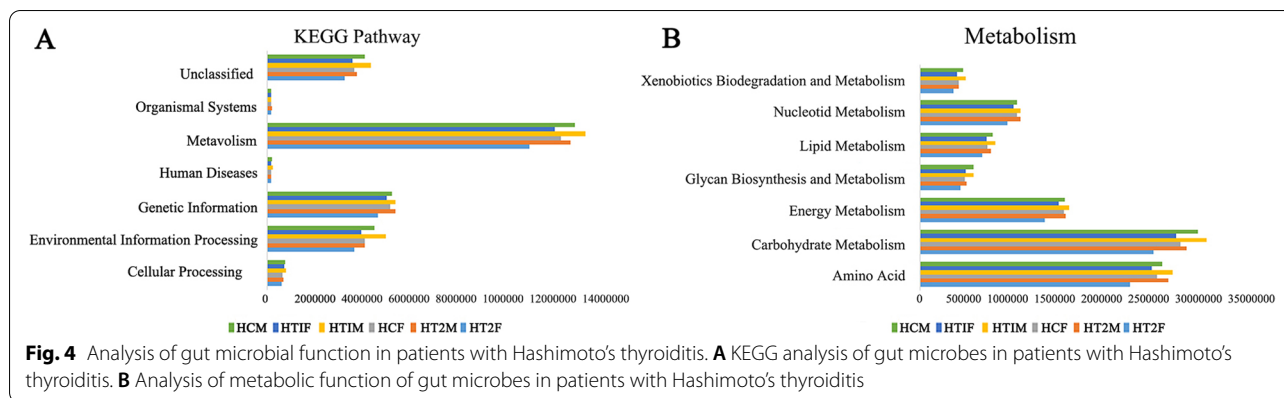 A
KEGG Pathway
Unclassified
Organismal Systems
Metavolism
Human Diseases
Genetic Information
Environmental Information Processing
Cellular Processing
0 20000000 4000000 6000000 8000000 1000000 12000000 14000000
HCM HTIF HTIM HCF HT2M HT2F
B
Metabolism
Xenobiotics Biodegradation and Metabolism
Nucleotid Metabolism
Lipid Metabolism
Glycan Biosynthesis and Metabolism
Energy Metabolism
Carbohydrate Metabolism
Amino Acid
0 5000000 1000000 1500000 2000000 2500000 30000000 35000000
HCM HTIF HTIM HCF HT2M HT2F
Fig. 4 Analysis of gut microbial function in patients with Hashimoto's thyroiditis. A KEGG analysis of gut microbes in patients with Hashimoto's
thyroiditis. B Analysis of metabolic function of gut microbes in patients with Hashimoto's thyroiditis